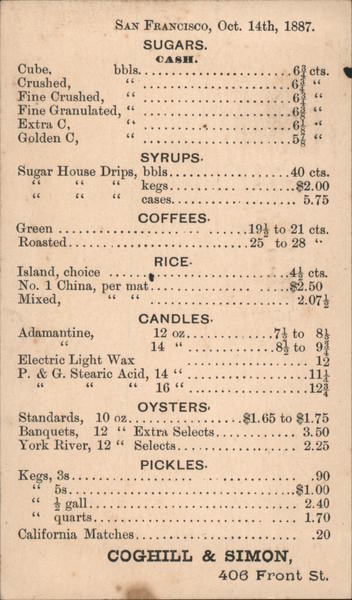 San Francisco, Oct. 14th, 1887.
SUGARS.
CASH.
Cube, bbls. 6¾ cts.
Crushed, “ 6¾ “
Fine Crushed, “ 6¾ “
Fine Granulated, “ “
Extra C, “ “
Golden C, “ 5⅞ “
SYRUPS.
Sugar House Drips, bbls. 40 cts.
“ “ “ kegs. $2.00
“ “ “ cases. 5.75
COFFEES.
Green 19½ to 21 cts.
Roasted 25 to 28 “
RICE.
Island, choice 4½ cts.
No. 1 China, per mat $2.50
Mixed, “ “ 2.07½
CANDLES.
Adamantine, 12 oz. 7½ to 8½
“ 14 “ 8½ to 9¾
Electric Light Wax 12
P. & G. Stearic Acid, 14 “ 11¼
“ “ “ 16 “ 12¾
OYSTERS.
Standards, 10 oz. $1.65 to $1.75
Banquets, 12 “ Extra Selects 3.50
York River, 12 “ Selects 2.25
PICKLES.
Kegs, 3s .90
“ 5s $1.00
“ ½ gall 2.40
“ quarts 1.70
California Matches .20
COGHILL & SIMON,
406 Front St.